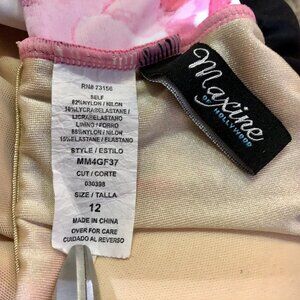 RN# 73156
SELF
82%NYLON / NILON
18%LYCRA®ELASTANE/
LYCRA®ELASTANO
LINING / FORRO
85%NYLON / NILON
15%ELASTANE / ELASTANO
STYLE / ESTILO
MM4GF37
CUT / CORTE
030398
SIZE / TALLA
12
MADE IN CHINA
OVER FOR CARE
CUIDADO AL REVERSO
Maxine
OF HOLLYWOOD